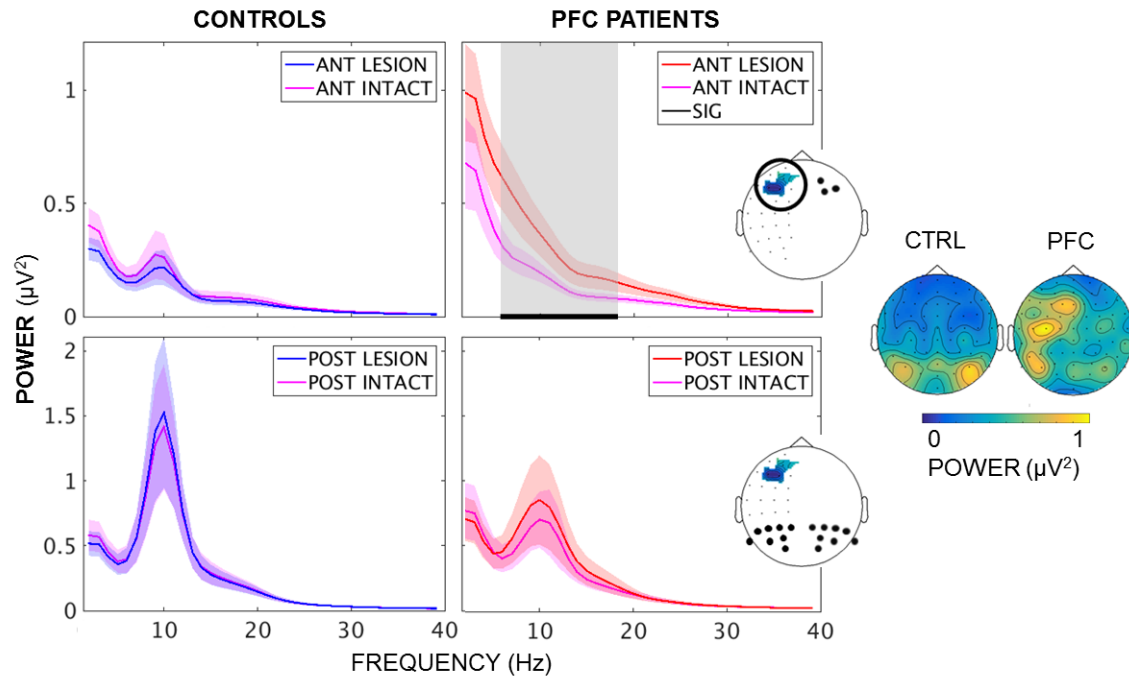 CONTROLS
PFC PATIENTS
ANT LESION
ANT INTACT
ANT LESION
ANT INTACT
SIG
1
0.5
0
POWER (µV²)
POST LESION
POST INTACT
POST LESION
POST INTACT
2
1.5
1
0.5
0
10
20
30
40
10
20
30
40
FREQUENCY (Hz)
CTRL
PFC
0
1
POWER (µV²)